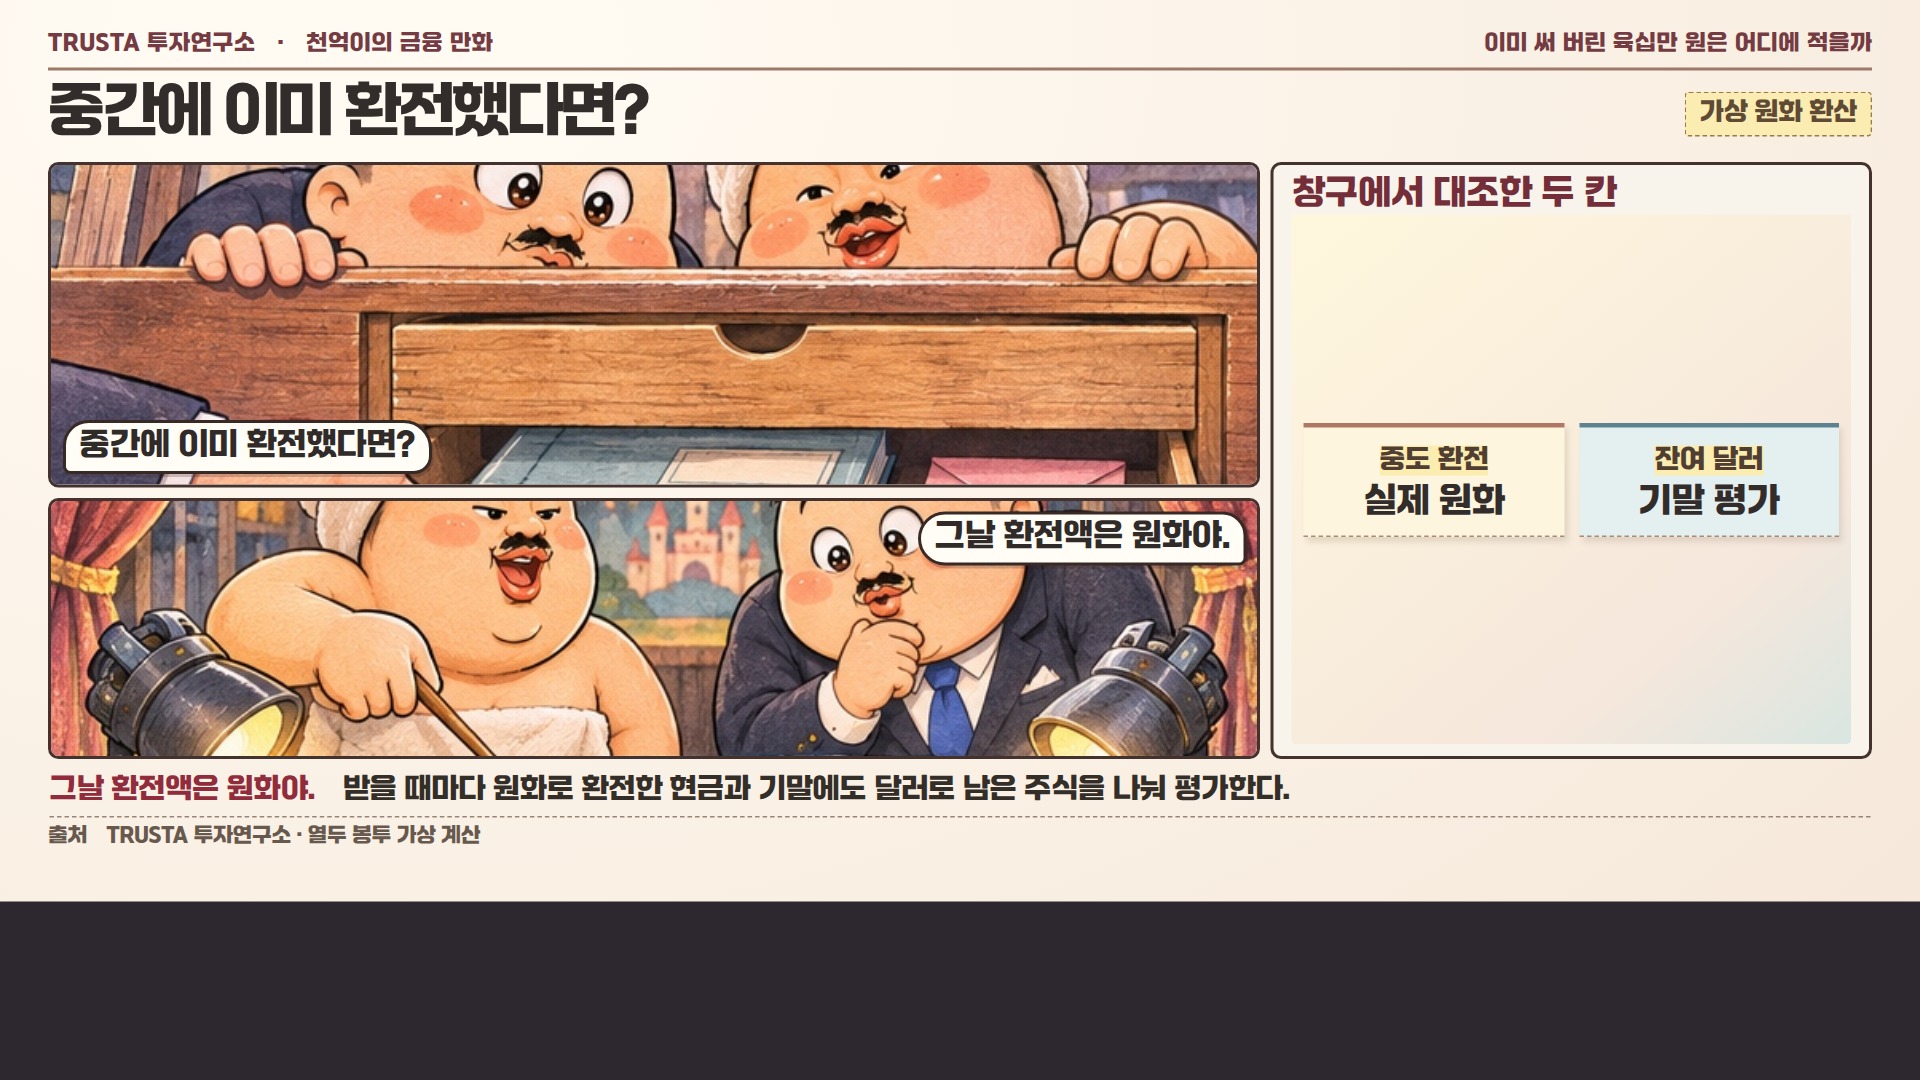 TRUSTA 투자연구소 · 천억이의 금융 만화
이미 써 버린 육십만 원은 어디에 적을까
중간에 이미 환전했다면?
가상 원화 환산
중간에 이미 환전했다면?
그날 환전액은 원화야.
창구에서 대조한 두 칸
중도 환전
실제 원화
잔여 달러
기말 평가
그날 환전액은 원화야. 받을 때마다 원화로 환전한 현금과 기말에도 달러로 남은 주식을 나눠 평가한다.
출처 TRUSTA 투자연구소 · 열두 봉투 가상 계산